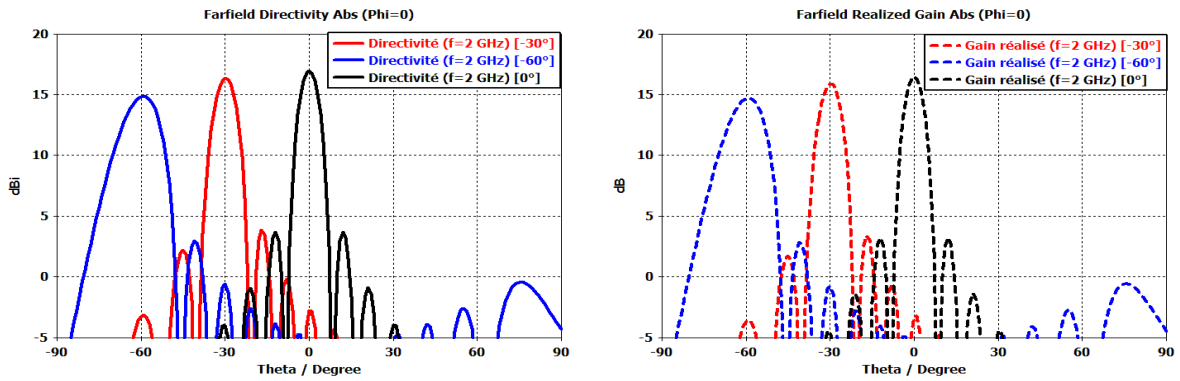 Farfield Directivity Abs (Phi=0)
20
15
10
5
0
-5
dBi
Directivité (f=2 GHz) [-30°]
Directivité (f=2 GHz) [-60°]
Directivité (f=2 GHz) [0°]
-90 -60 -30 0 30 60 90
Theta / Degree
Farfield Realized Gain Abs (Phi=0)
20
15
10
5
0
-5
dB
Gain réalisé (f=2 GHz) [-30°]
Gain réalisé (f=2 GHz) [-60°]
Gain réalisé (f=2 GHz) [0°]
-90 -60 -30 0 30 60 90
Theta / Degree